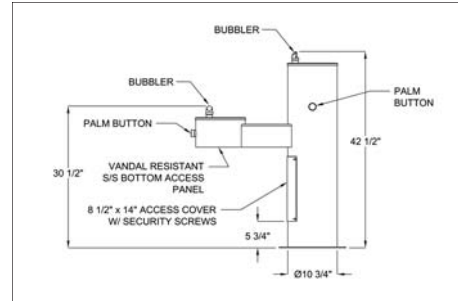 BUBBLER
BUBBLER
PALM BUTTON
PALM
BUTTON
30 1/2"
42 1/2"
VANDAL RESISTANT
S/S BOTTOM ACCESS
PANEL
8 1/2" x 14" ACCESS COVER
W/ SECURITY SCREWS
5 3/4"
Ø10 3/4"